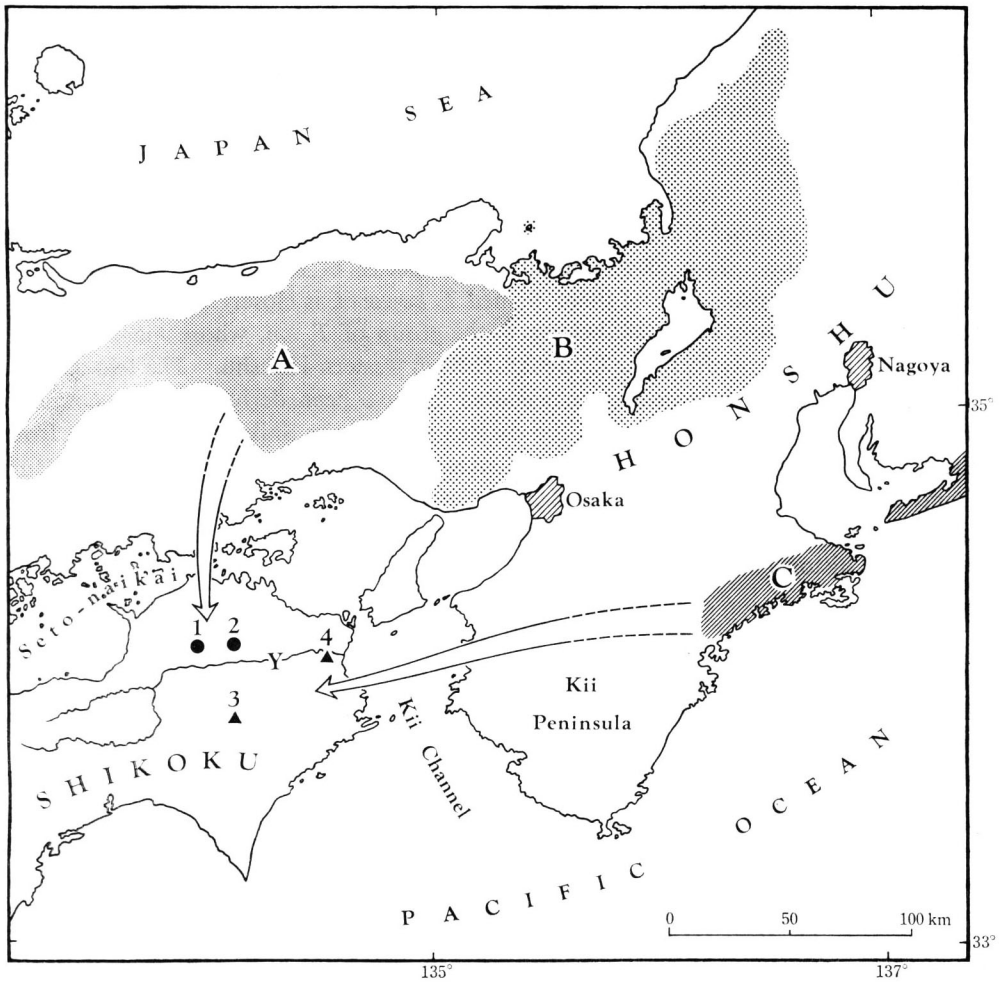 JAPAN SEA
A
B
HONSHU
Nagoya
35°
Osaka
Seto-naikai
C
1
2
4
Y
3
Kii
Peninsula
Kii Channel
SHIKOKU
PACIFIC OCEAN
0 50 100 km
33°
135° 137°